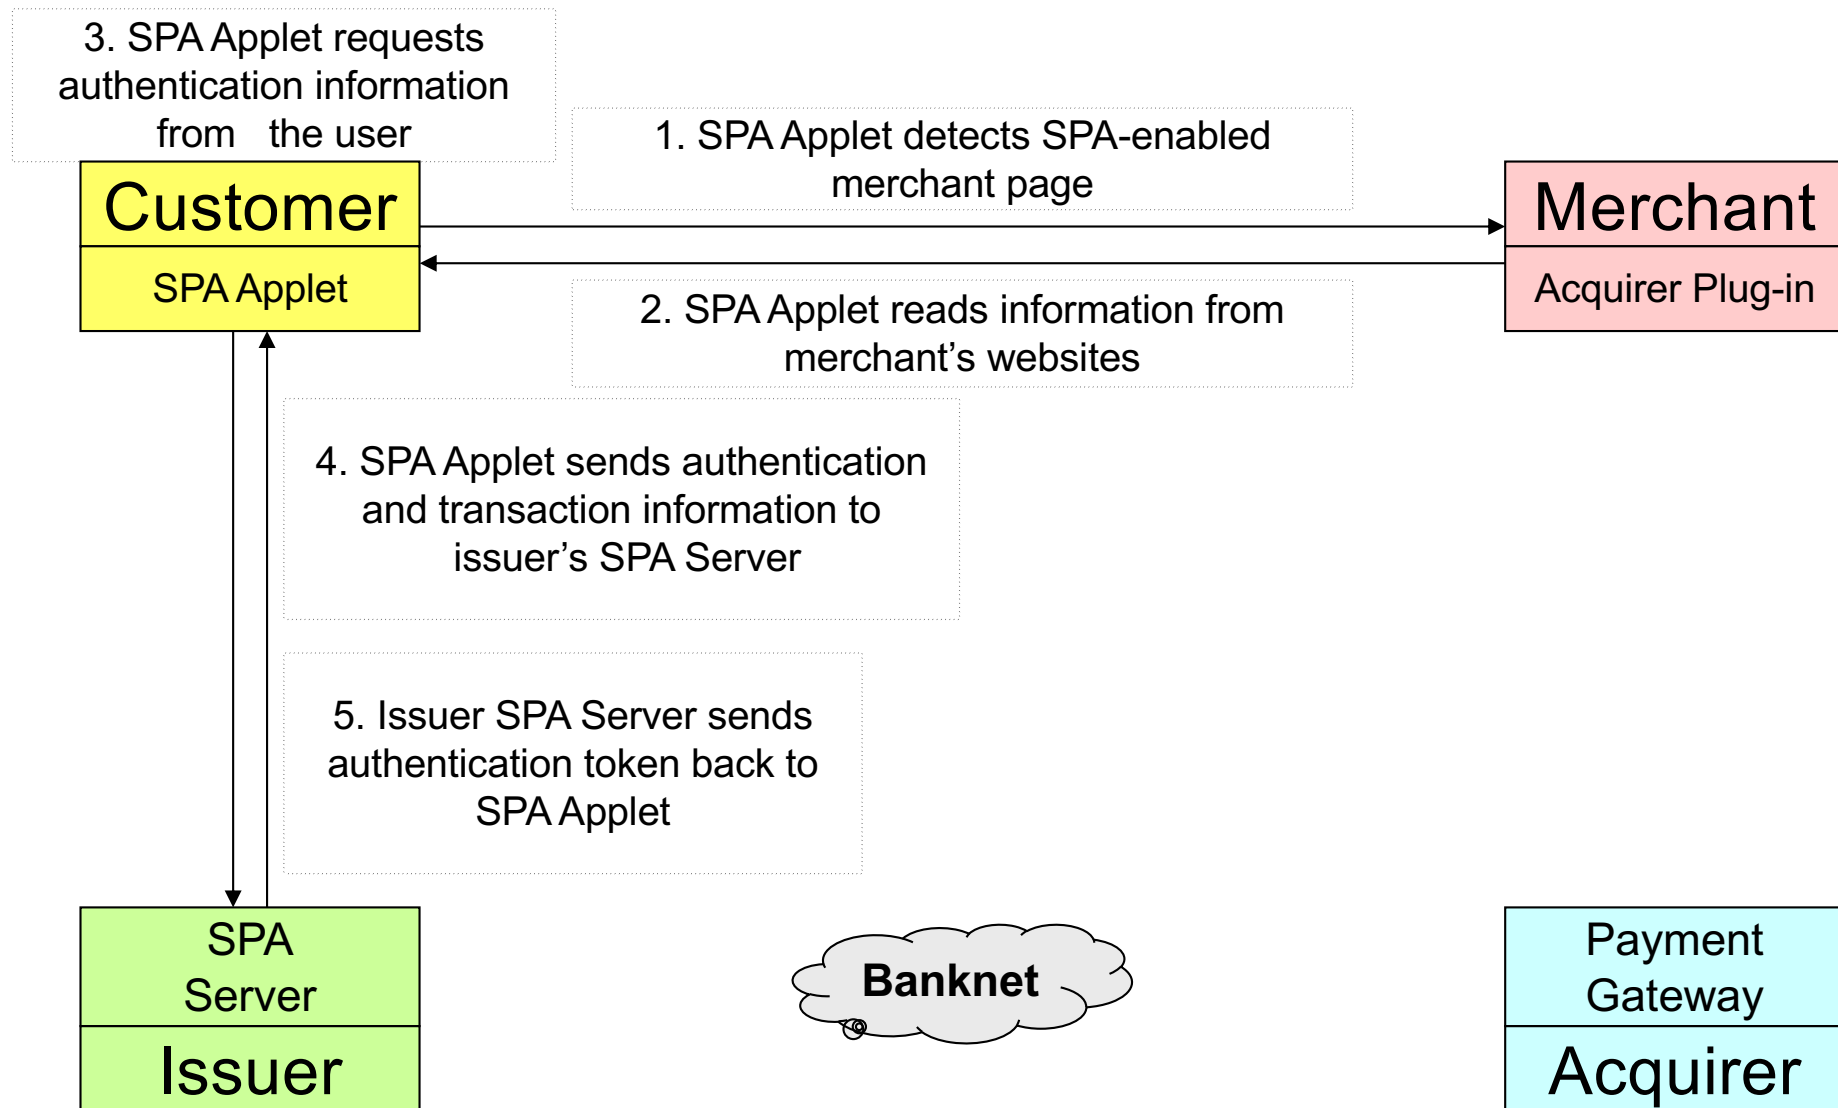 3. SPA Applet requests
authentication information
from the user
1. SPA Applet detects SPA-enabled
merchant page
Customer
SPA Applet
Merchant
Acquirer Plug-in
2. SPA Applet reads information from
merchant’s websites
4. SPA Applet sends authentication
and transaction information to
issuer’s SPA Server
5. Issuer SPA Server sends
authentication token back to
SPA Applet
SPA
Server
Issuer
Banknet
Payment
Gateway
Acquirer